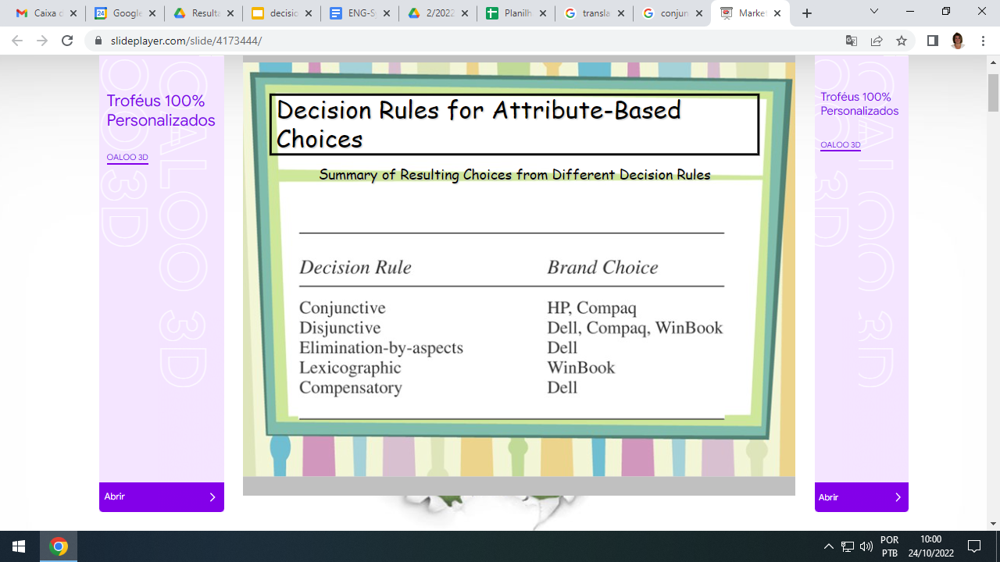 Caixa d
Google
Resulta
decisio
ENG-S
2/2022
Planilh
transla
conjun
Market
slideplayer.com/slide/4173444/
Troféus 100%
Personalizados
OALOO 3D
OALOO 3D
Abrir
Decision Rules for Attribute-Based
Choices
Summary of Resulting Choices from Different Decision Rules
Decision Rule Brand Choice
Conjunctive HP, Compaq
Disjunctive Dell, Compaq, WinBook
Elimination-by-aspects Dell
Lexicographic WinBook
Compensatory Dell
Troféus 100%
Personalizados
OALOO 3D
Abrir
POR
PTB
10:00
24/10/2022